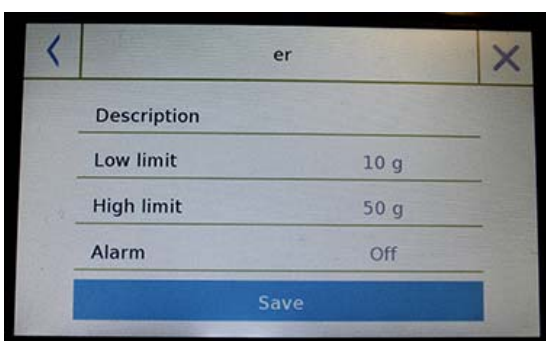 er
Description
Low limit 10 g
High limit 50 g
Alarm Off
Save